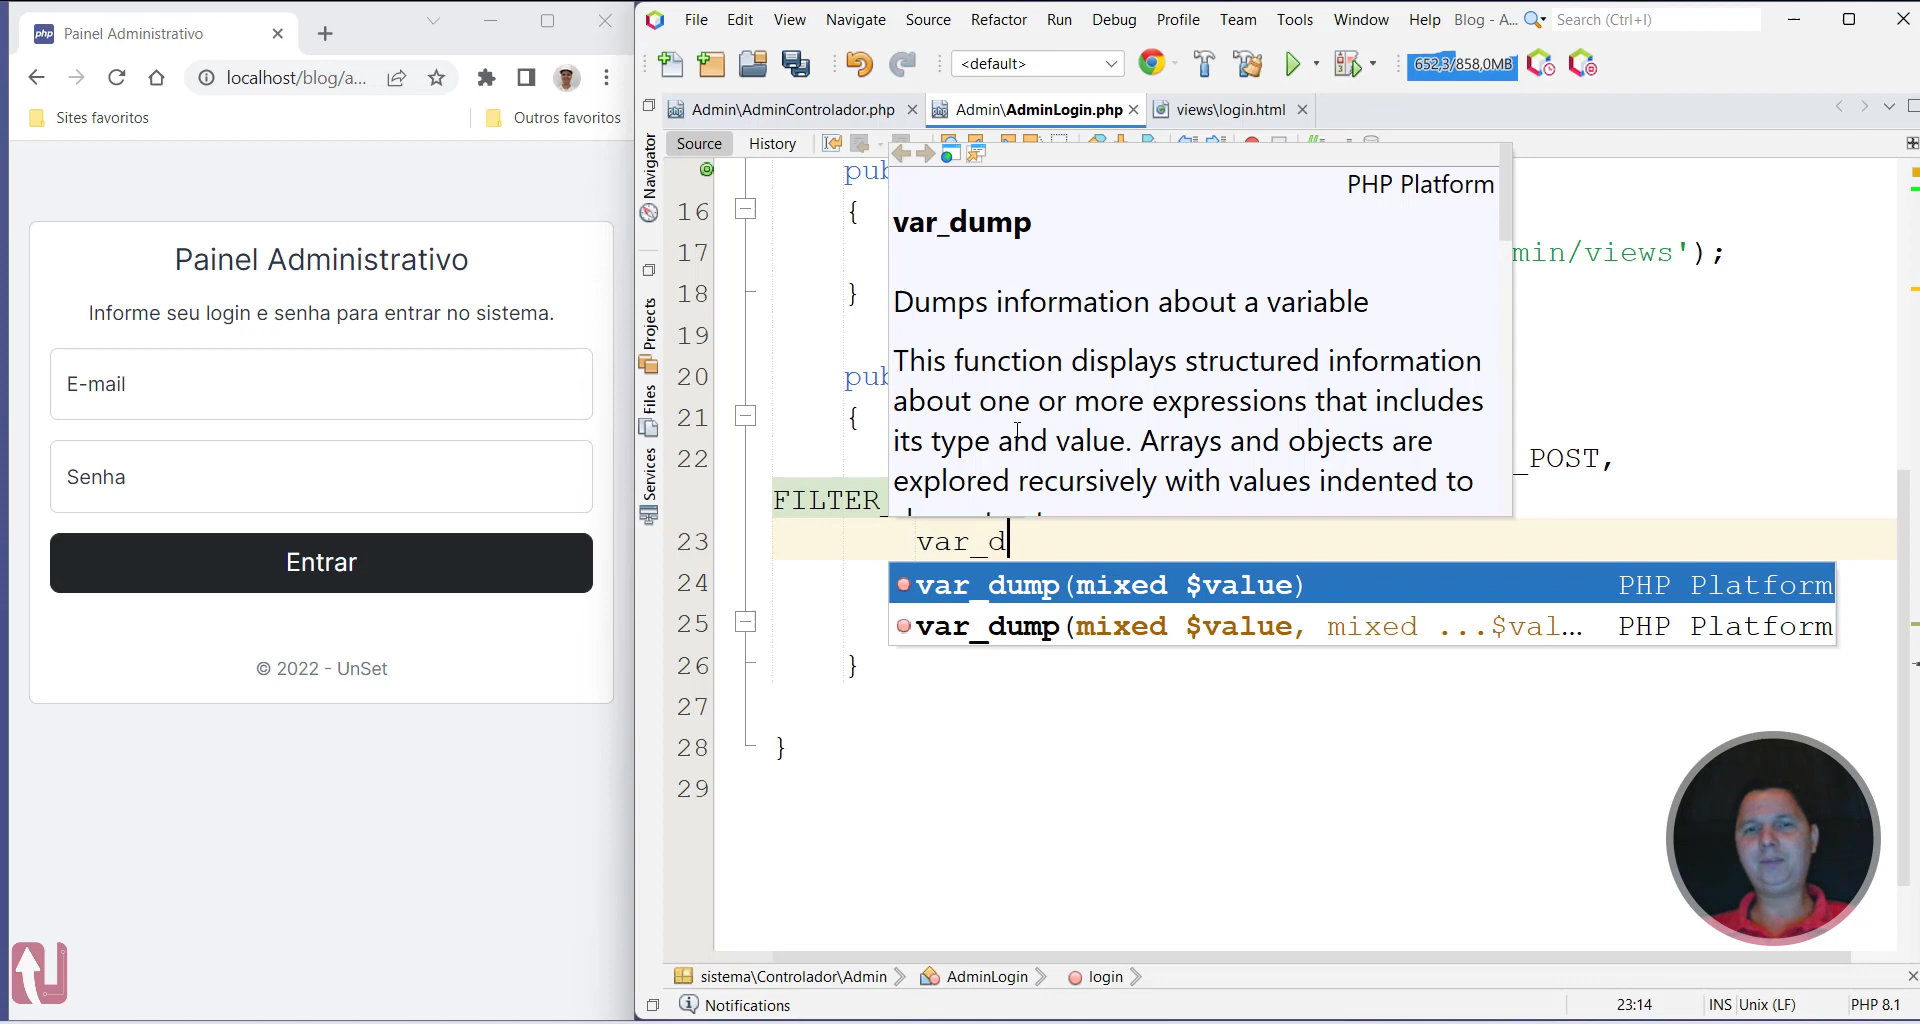 php Painel Administrativo
localhost/blog/a...
Sites favoritos
Outros favoritos
Painel Administrativo
Informe seu login e senha para entrar no sistema.
E-mail
Senha
Entrar
© 2022 - UnSet
File Edit View Navigate Source Refactor Run Debug Profile Team Tools Window Help Blog - A... Search (Ctrl+I)
<default>
652,3/858,0MB
Admin\AdminControlador.php
Admin\AdminLogin.php
views\login.html
Source History
Navigator
Projects
Files
Services
pub
16 {
17 min/views');
18 }
19
20 pub
21 {
22 _POST,
FILTER_
23 var_d
24
25
26 }
27
28 }
29
PHP Platform
var_dump
Dumps information about a variable
This function displays structured information
about one or more expressions that includes
its type and value. Arrays and objects are
explored recursively with values indented to
var_dump(mixed $value) PHP Platform
var_dump(mixed $value, mixed ...$val... PHP Platform
sistema\Controlador\Admin AdminLogin login
Notifications
23:14 INS Unix (LF) PHP 8.1